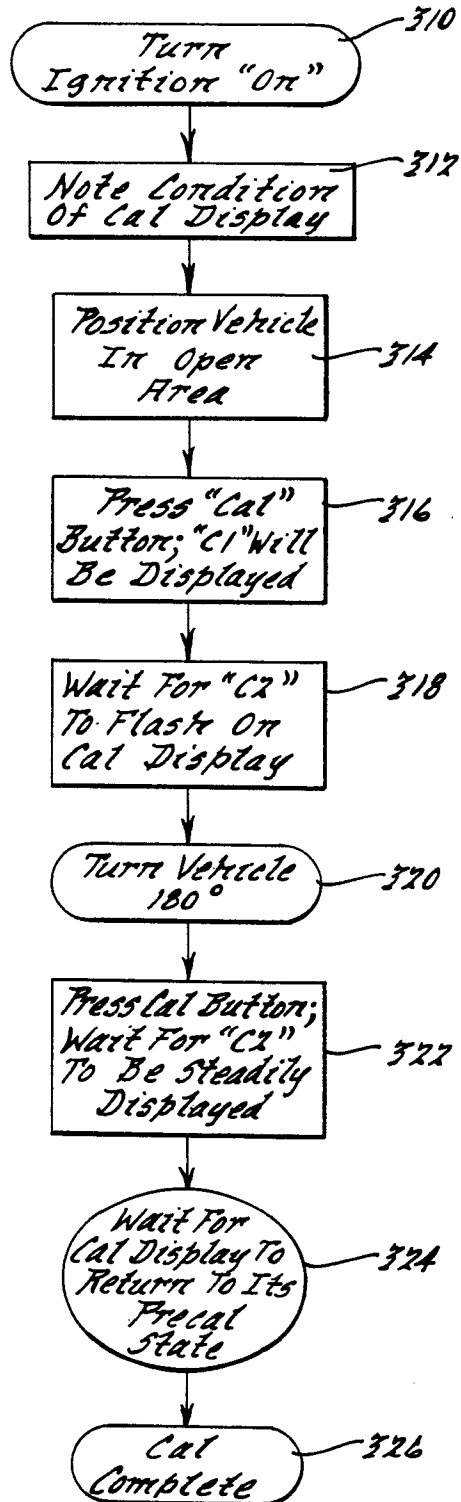 310
Turn
Ignition "On"
312
Note Condition
Of Cal Display
Position Vehicle
In Open
Area
314
Press "Cal"
Button; "C1" Will
Be Displayed
316
Wait For "C2"
To Flash On
Cal Display
318
Turn Vehicle
180°
320
Press Cal Button;
Wait For "C2"
To Be Steadily
Displayed
322
Wait For
Cal Display To
Return To Its
Precal
State
324
Cal
Complete
326